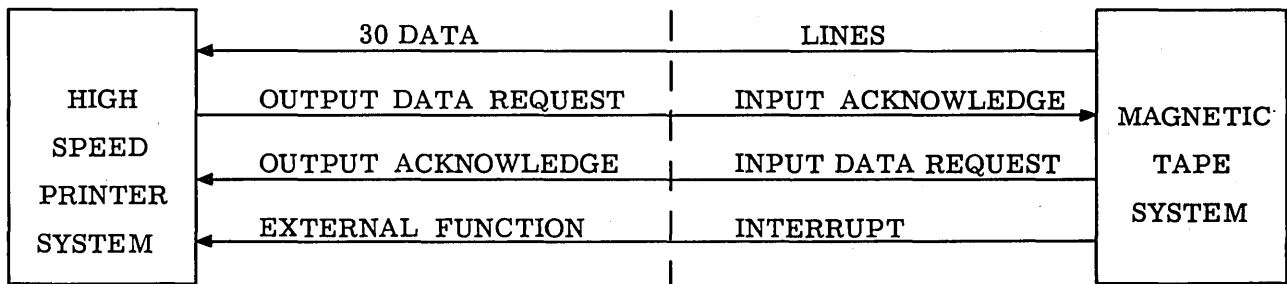 30 DATA LINES
HIGH SPEED PRINTER SYSTEM
OUTPUT DATA REQUEST INPUT ACKNOWLEDGE
OUTPUT ACKNOWLEDGE INPUT DATA REQUEST
EXTERNAL FUNCTION INTERRUPT
MAGNETIC TAPE SYSTEM